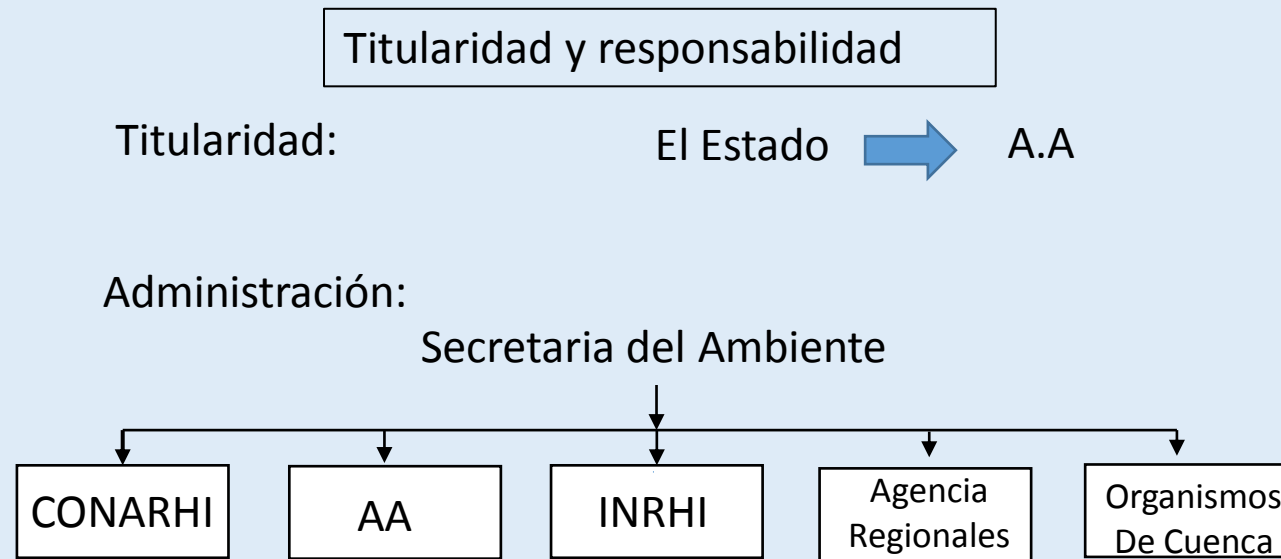 Titularidad y responsabilidad
Titularidad:
El Estado
A.A
Administración:
Secretaria del Ambiente
CONARHI
AA
INRHI
Agencia
Regionales
Organismos
De Cuenca